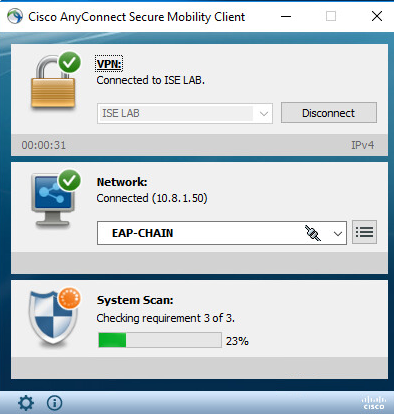 Cisco AnyConnect Secure Mobility Client
VPN:
Connected to ISE LAB.
ISE LAB
Disconnect
00:00:31
IPv4
Network:
Connected (10.8.1.50)
EAP-CHAIN
System Scan:
Checking requirement 3 of 3.
23%
cisco